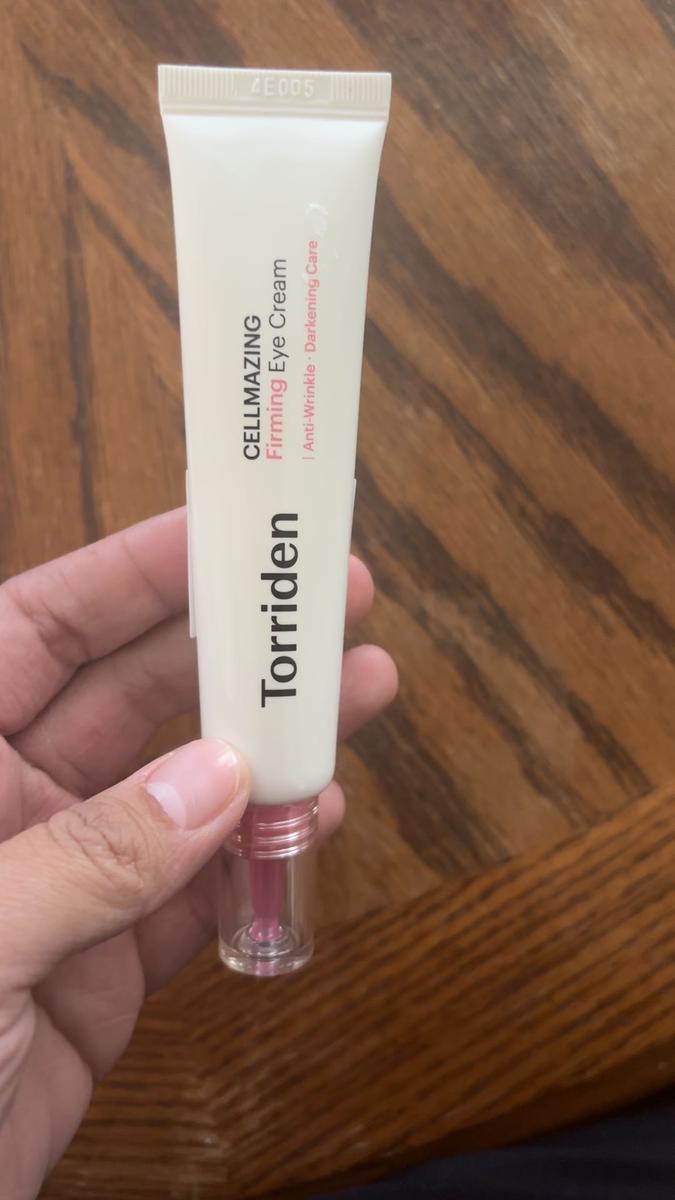 4E005
CELLMAZING
Firming Eye Cream
| Anti-Wrinkle · Darkening Care
Torriden